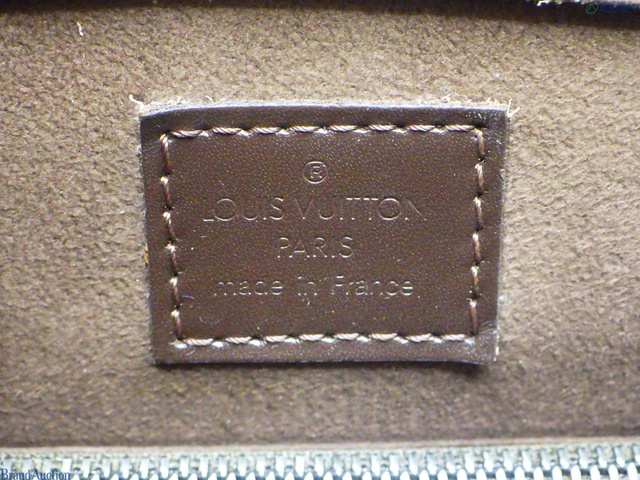 ®
LOUIS VUITTON
PARIS
made in France
BrandAuction